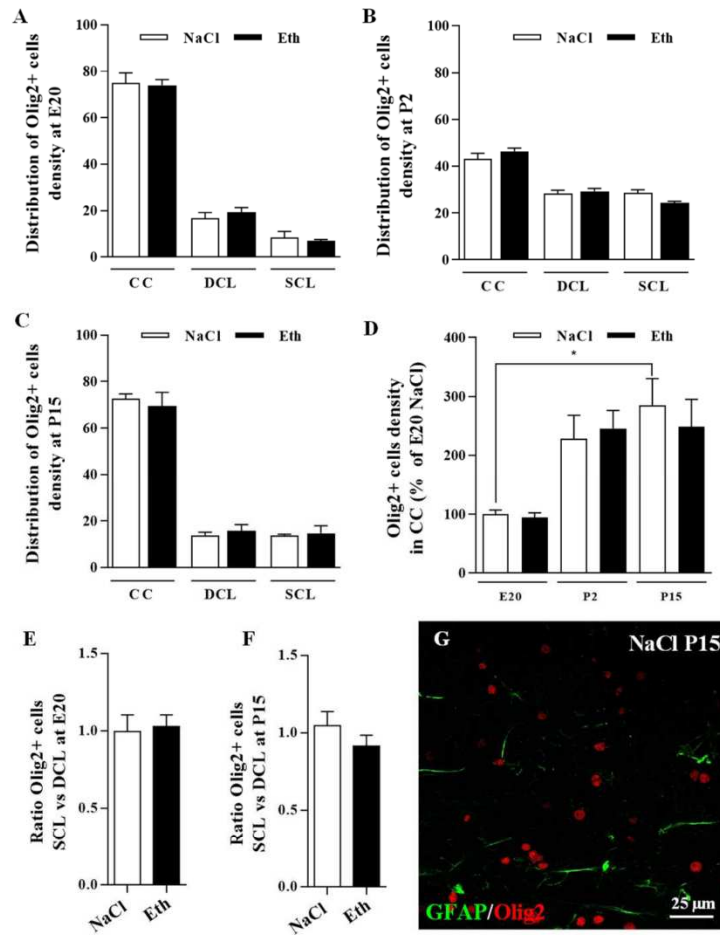 A
NaCl Eth
Distribution of Olig2+ cells
density at E20
100
80
60
40
20
0
CC DCL SCL
B
NaCl Eth
Distribution of Olig2+ cells
density at P2
100
80
60
40
20
0
CC DCL SCL
C
NaCl Eth
Distribution of Olig2+ cells
density at P15
100
80
60
40
20
0
CC DCL SCL
D
NaCl Eth
*
Olig2+ cells density
in CC (% of E20 NaCl)
400
300
250
200
100
0
E20 P2 P15
E
Ratio Olig2+ cells
SCL vs DCL at E20
1.5
1.0
0.5
0.0
NaCl Eth
F
Ratio Olig2+ cells
SCL vs DCL at P15
1.5
1.0
0.5
0.0
NaCl Eth
G
NaCl P15
GFAP/Olig2
25 µm